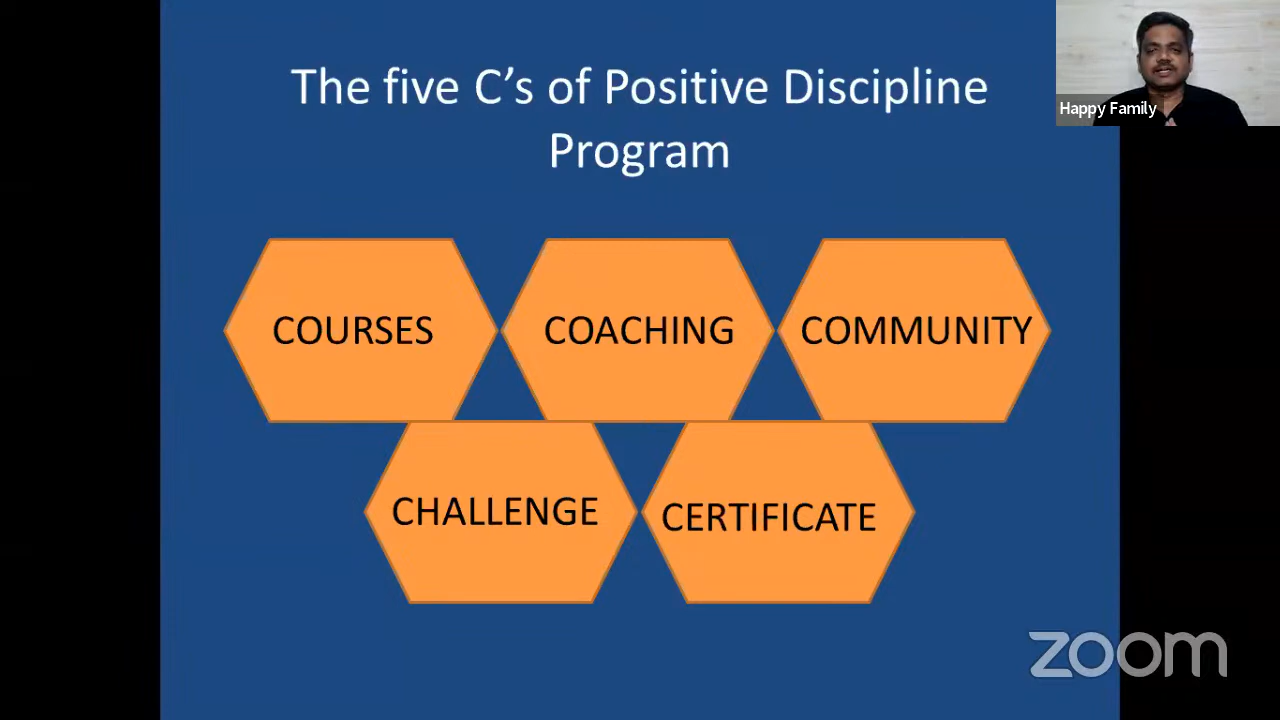 The five C's of Positive Discipline
Program
Happy Family
COURSES
COACHING
COMMUNITY
CHALLENGE
CERTIFICATE
zoom